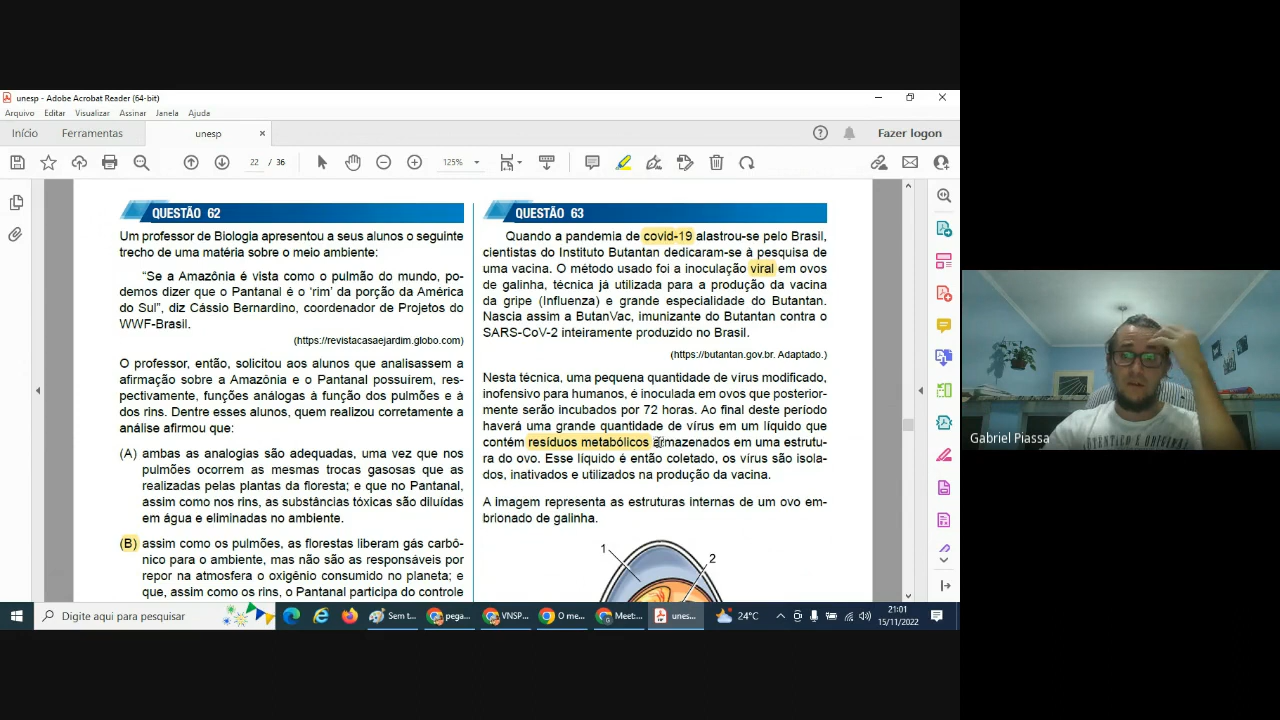 unesp - Adobe Acrobat Reader (64-bit)
Arquivo Editar Visualizar Assinar Janela Ajuda
Início Ferramentas unesp × Fazer logon
22 / 36 125%
QUESTÃO 62
Um professor de Biologia apresentou a seus alunos o seguinte
trecho de uma matéria sobre o meio ambiente:
“Se a Amazônia é vista como o pulmão do mundo, po-
demos dizer que o Pantanal é o ‘rim’ da porção da América
do Sul”, diz Cássio Bernardino, coordenador de Projetos do
WWF-Brasil.
(https://revistacasaejardim.globo.com)
O professor, então, solicitou aos alunos que analisassem a
afirmação sobre a Amazônia e o Pantanal possuírem, res-
pectivamente, funções análogas à função dos pulmões e à
dos rins. Dentre esses alunos, quem realizou corretamente a
análise afirmou que:
(A) ambas as analogias são adequadas, uma vez que nos
pulmões ocorrem as mesmas trocas gasosas que as
realizadas pelas plantas da floresta; e que no Pantanal,
assim como nos rins, as substâncias tóxicas são diluídas
em água e eliminadas no ambiente.
(B) assim como os pulmões, as florestas liberam gás carbô-
nico para o ambiente, mas não são as responsáveis por
repor na atmosfera o oxigênio consumido no planeta; e
que, assim como os rins, o Pantanal participa do controle
QUESTÃO 63
Quando a pandemia de covid-19 alastrou-se pelo Brasil,
cientistas do Instituto Butantan dedicaram-se à pesquisa de
uma vacina. O método usado foi a inoculação viral em ovos
de galinha, técnica já utilizada para a produção da vacina
da gripe (Influenza) e grande especialidade do Butantan.
Nascia assim a ButanVac, imunizante do Butantan contra o
SARS-CoV-2 inteiramente produzido no Brasil.
(https://butantan.gov.br. Adaptado.)
Nesta técnica, uma pequena quantidade de vírus modificado,
inofensivo para humanos, é inoculada em ovos que posterior-
mente serão incubados por 72 horas. Ao final deste período
haverá uma grande quantidade de vírus em um líquido que
contém resíduos metabólicos armazenados em uma estrutu-
ra do ovo. Esse líquido é então coletado, os vírus são isola-
dos, inativados e utilizados na produção da vacina.
A imagem representa as estruturas internas de um ovo em-
brionado de galinha.
1
2
Gabriel Piassa
Digite aqui para pesquisar
Sem t... pega... VNSP... O me... Meet:... unes... 24°C
21:01
15/11/2022